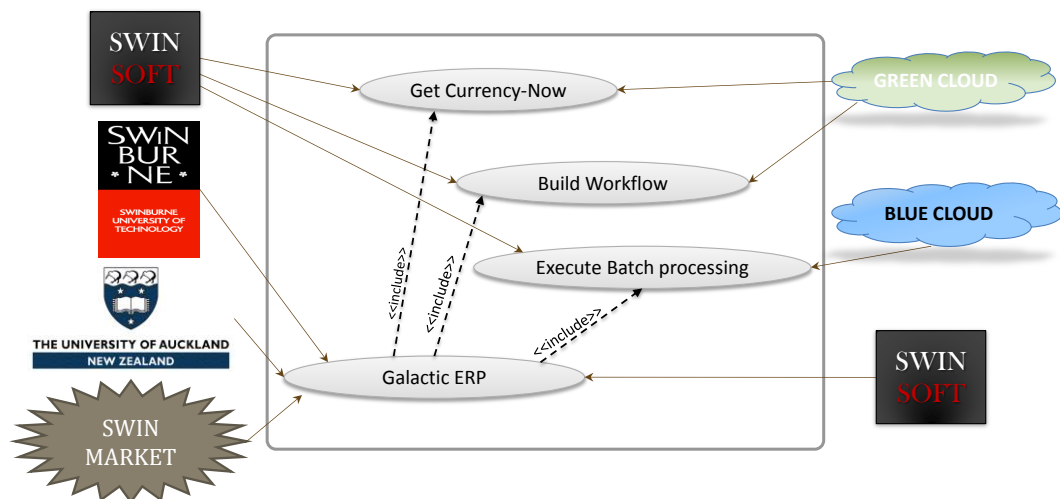 SWIN
SOFT
Get Currency-Now
GREEN CLOUD
SWiN
BUR
* NE *
SWINBURNE
UNIVERSITY OF
TECHNOLOGY
Build Workflow
BLUE CLOUD
Execute Batch processing
<<include>>
<<include>>
<<include>>
THE UNIVERSITY OF AUCKLAND
NEW ZEALAND
Galactic ERP
SWIN
SOFT
SWIN
MARKET